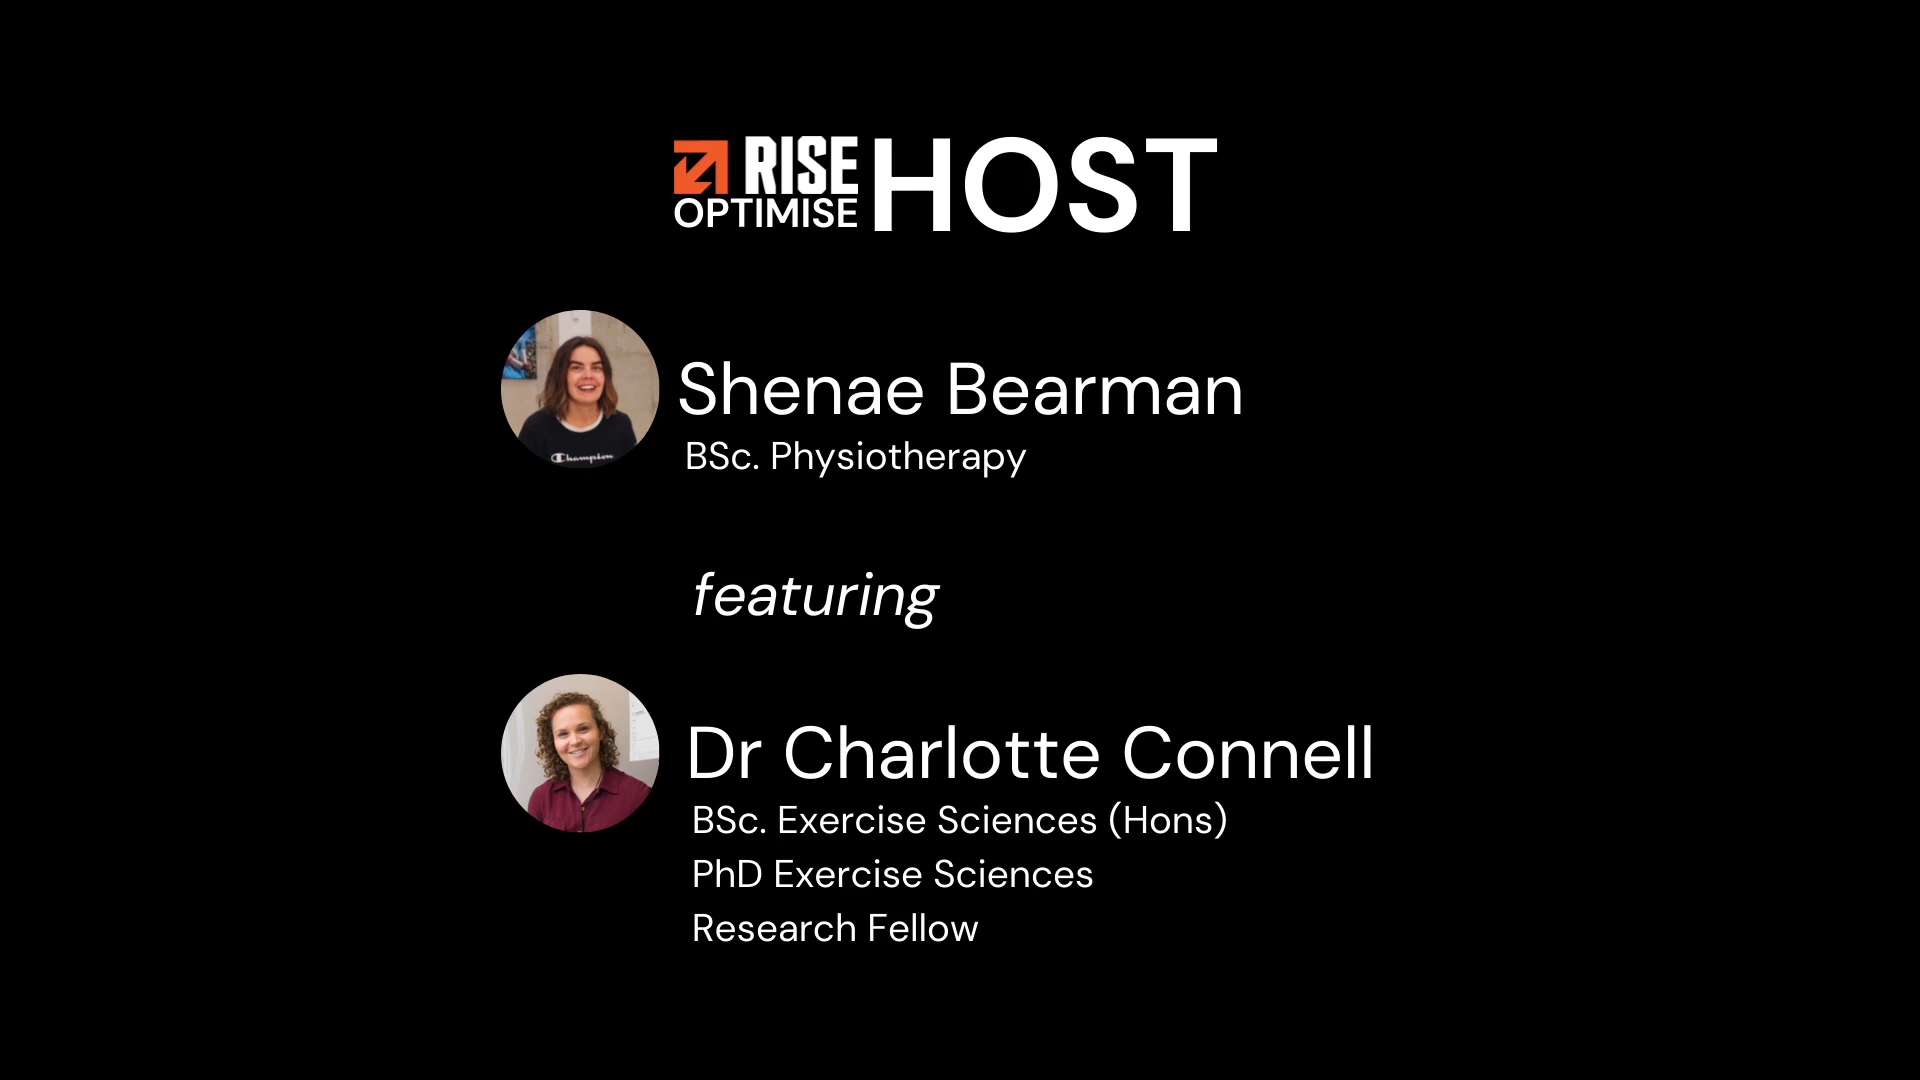 RISE
OPTIMISE
HOST
Shenae Bearman
BSc. Physiotherapy
Champion
featuring
Dr Charlotte Connell
BSc. Exercise Sciences (Hons)
PhD Exercise Sciences
Research Fellow